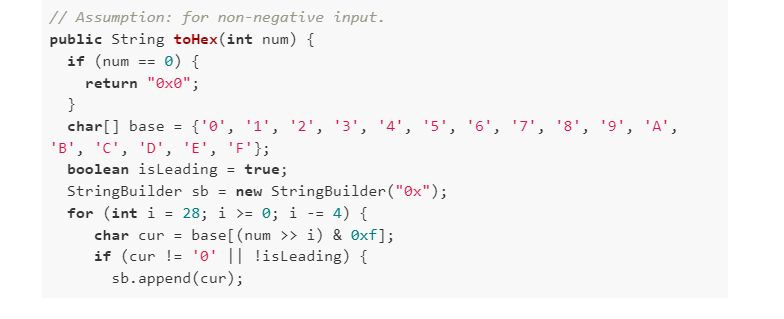 // Assumption: for non-negative input.
public String toHex(int num) {
  if (num == 0) {
    return "0x0";
  }
  char[] base = {'0', '1', '2', '3', '4', '5', '6', '7', '8', '9', 'A',
'B', 'C', 'D', 'E', 'F'};
  boolean isLeading = true;
  StringBuilder sb = new StringBuilder("0x");
  for (int i = 28; i >= 0; i -= 4) {
     char cur = base[(num >> i) & 0xf];
     if (cur != '0' || !isLeading) {
       sb.append(cur);